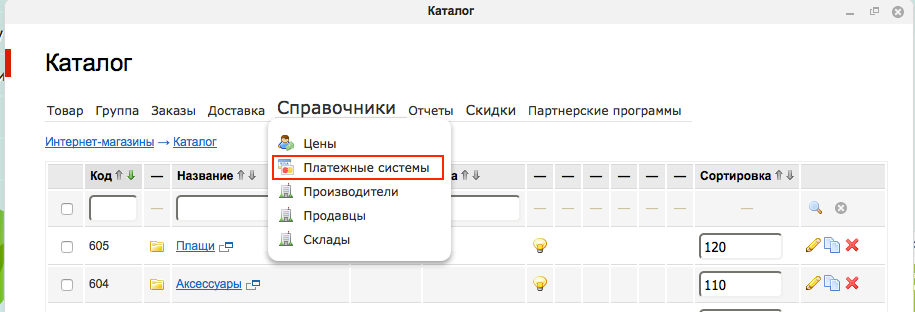 Каталог
Каталог
Товар Группа Заказы Доставка Справочники Отчеты Скидки Партнерские программы
Интернет-магазины → Каталог
Цены
Платежные системы
Производители
Продавцы
Склады
Код — Название — — — — — — Сортировка
— — — — — — — —
605 Плащи 120
604 Аксессуары 110